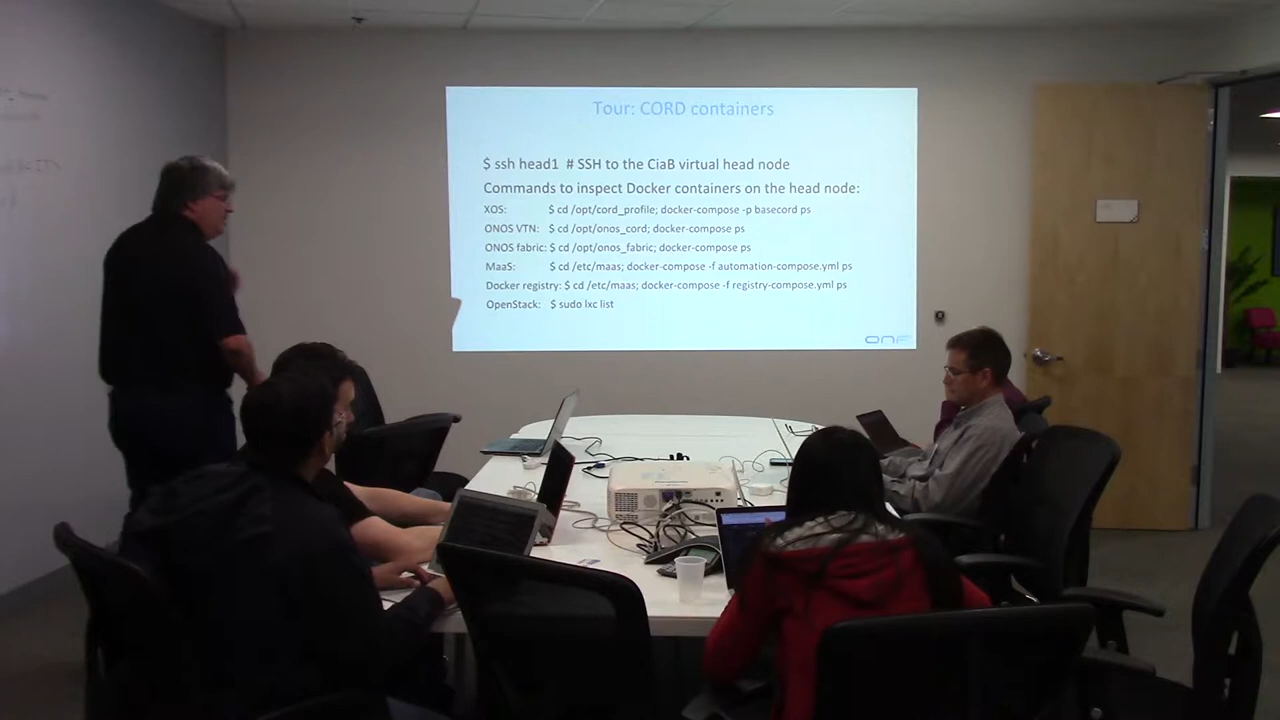 Tour: CORD containers
$ ssh head1 # SSH to the CiaB virtual head node
Commands to inspect Docker containers on the head node:
XOS: $ cd /opt/cord_profile; docker-compose -p basecord ps
ONOS VTN: $ cd /opt/onos_cord; docker-compose ps
ONOS fabric: $ cd /opt/onos_fabric; docker-compose ps
MaaS: $ cd /etc/maas; docker-compose -f automation-compose.yml ps
Docker registry: $ cd /etc/maas; docker-compose -f registry-compose.yml ps
OpenStack: $ sudo lxc list
ONF